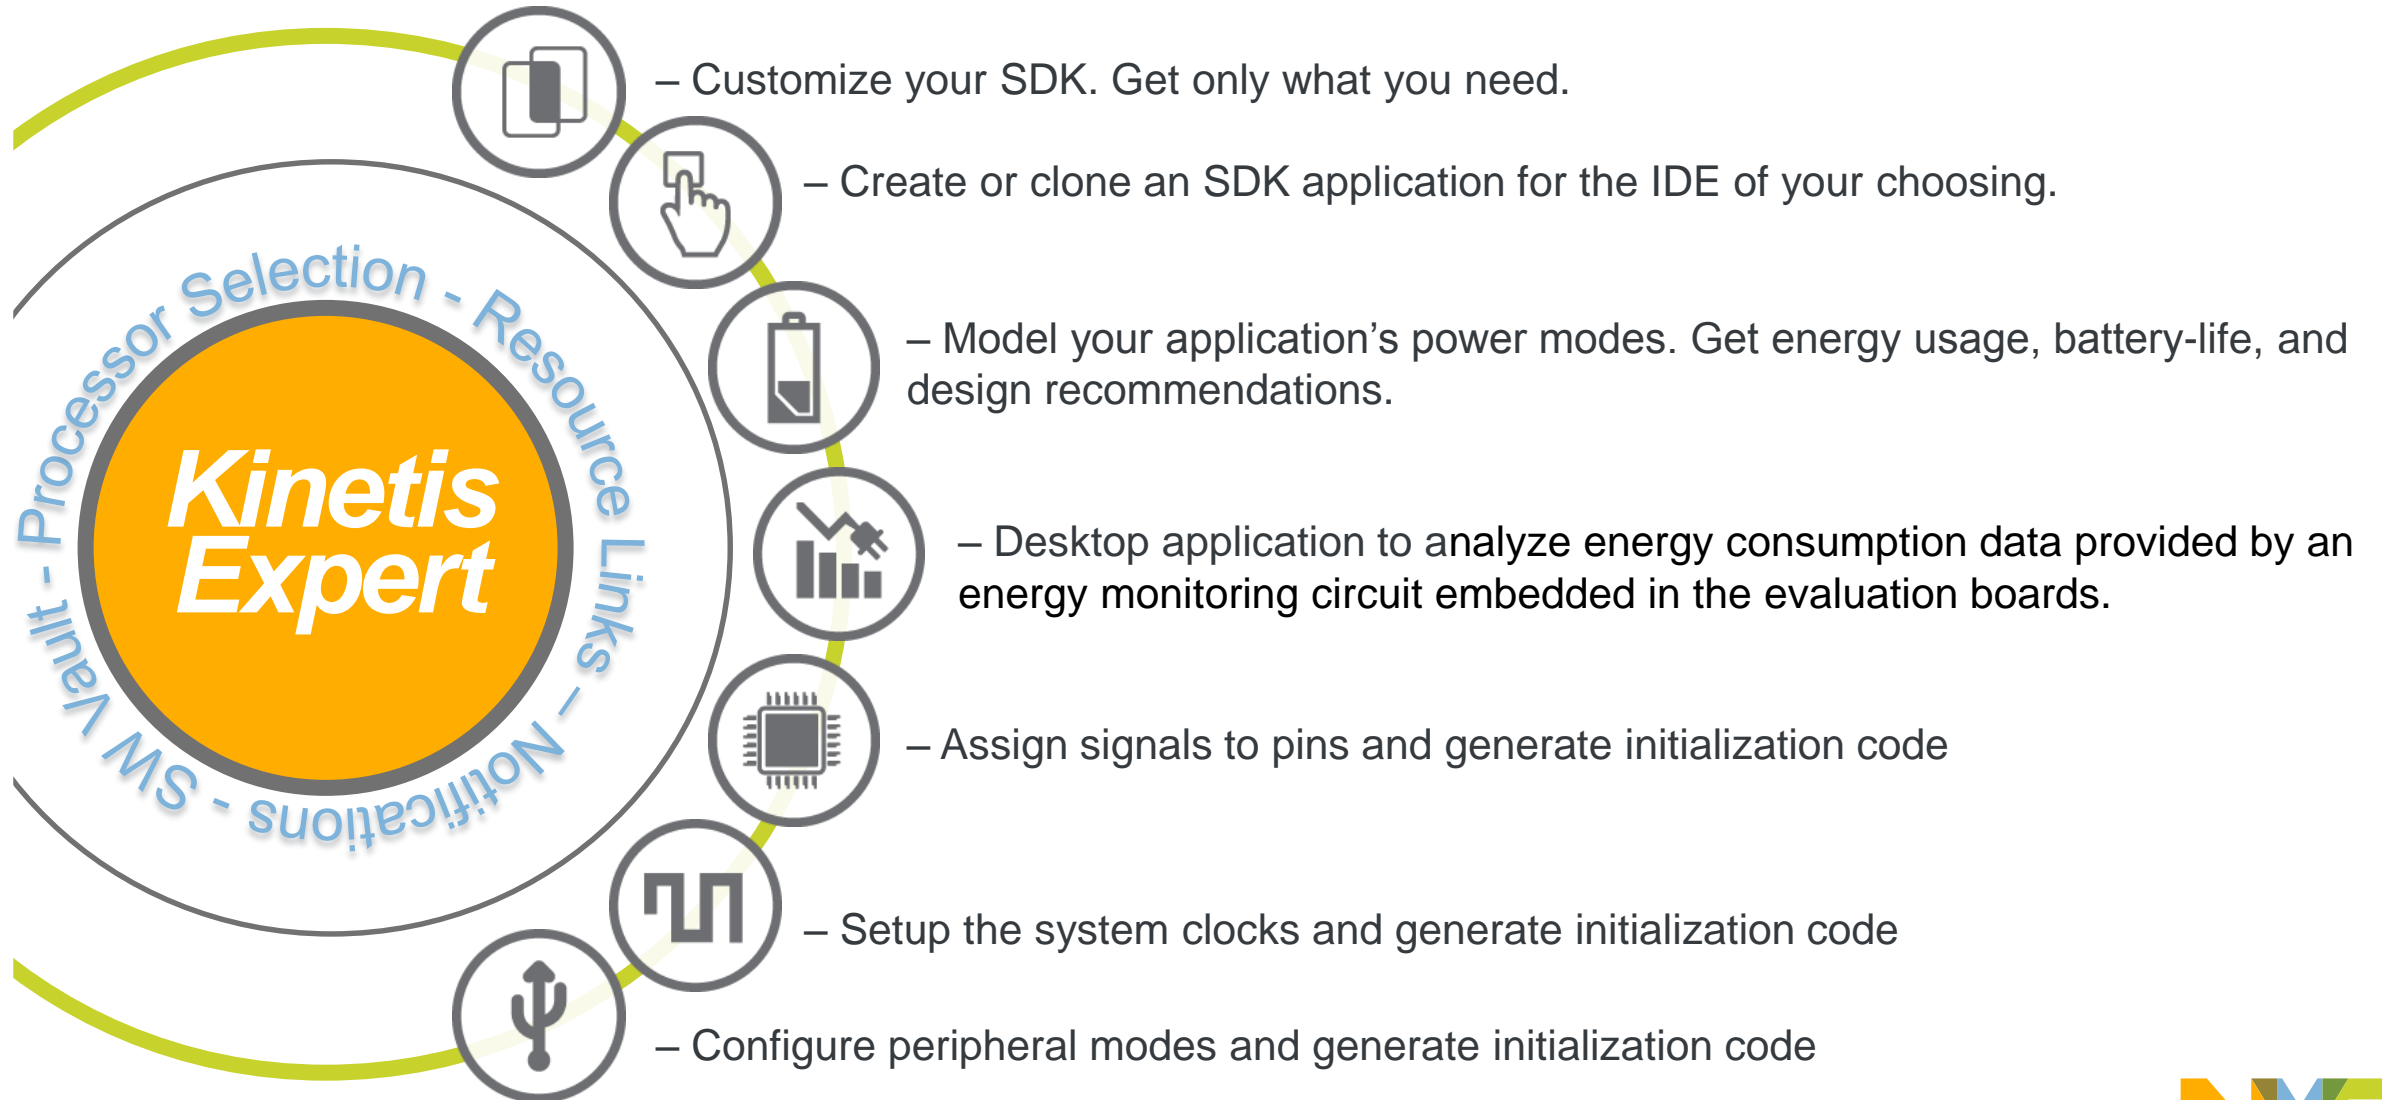 – Customize your SDK. Get only what you need.
– Create or clone an SDK application for the IDE of your choosing.
– Model your application’s power modes. Get energy usage, battery-life, and
design recommendations.
– Desktop application to analyze energy consumption data provided by an
energy monitoring circuit embedded in the evaluation boards.
– Assign signals to pins and generate initialization code
– Setup the system clocks and generate initialization code
– Configure peripheral modes and generate initialization code
Processor Selection - Resource Links – Notifications - SW Vault -
Kinetis
Expert